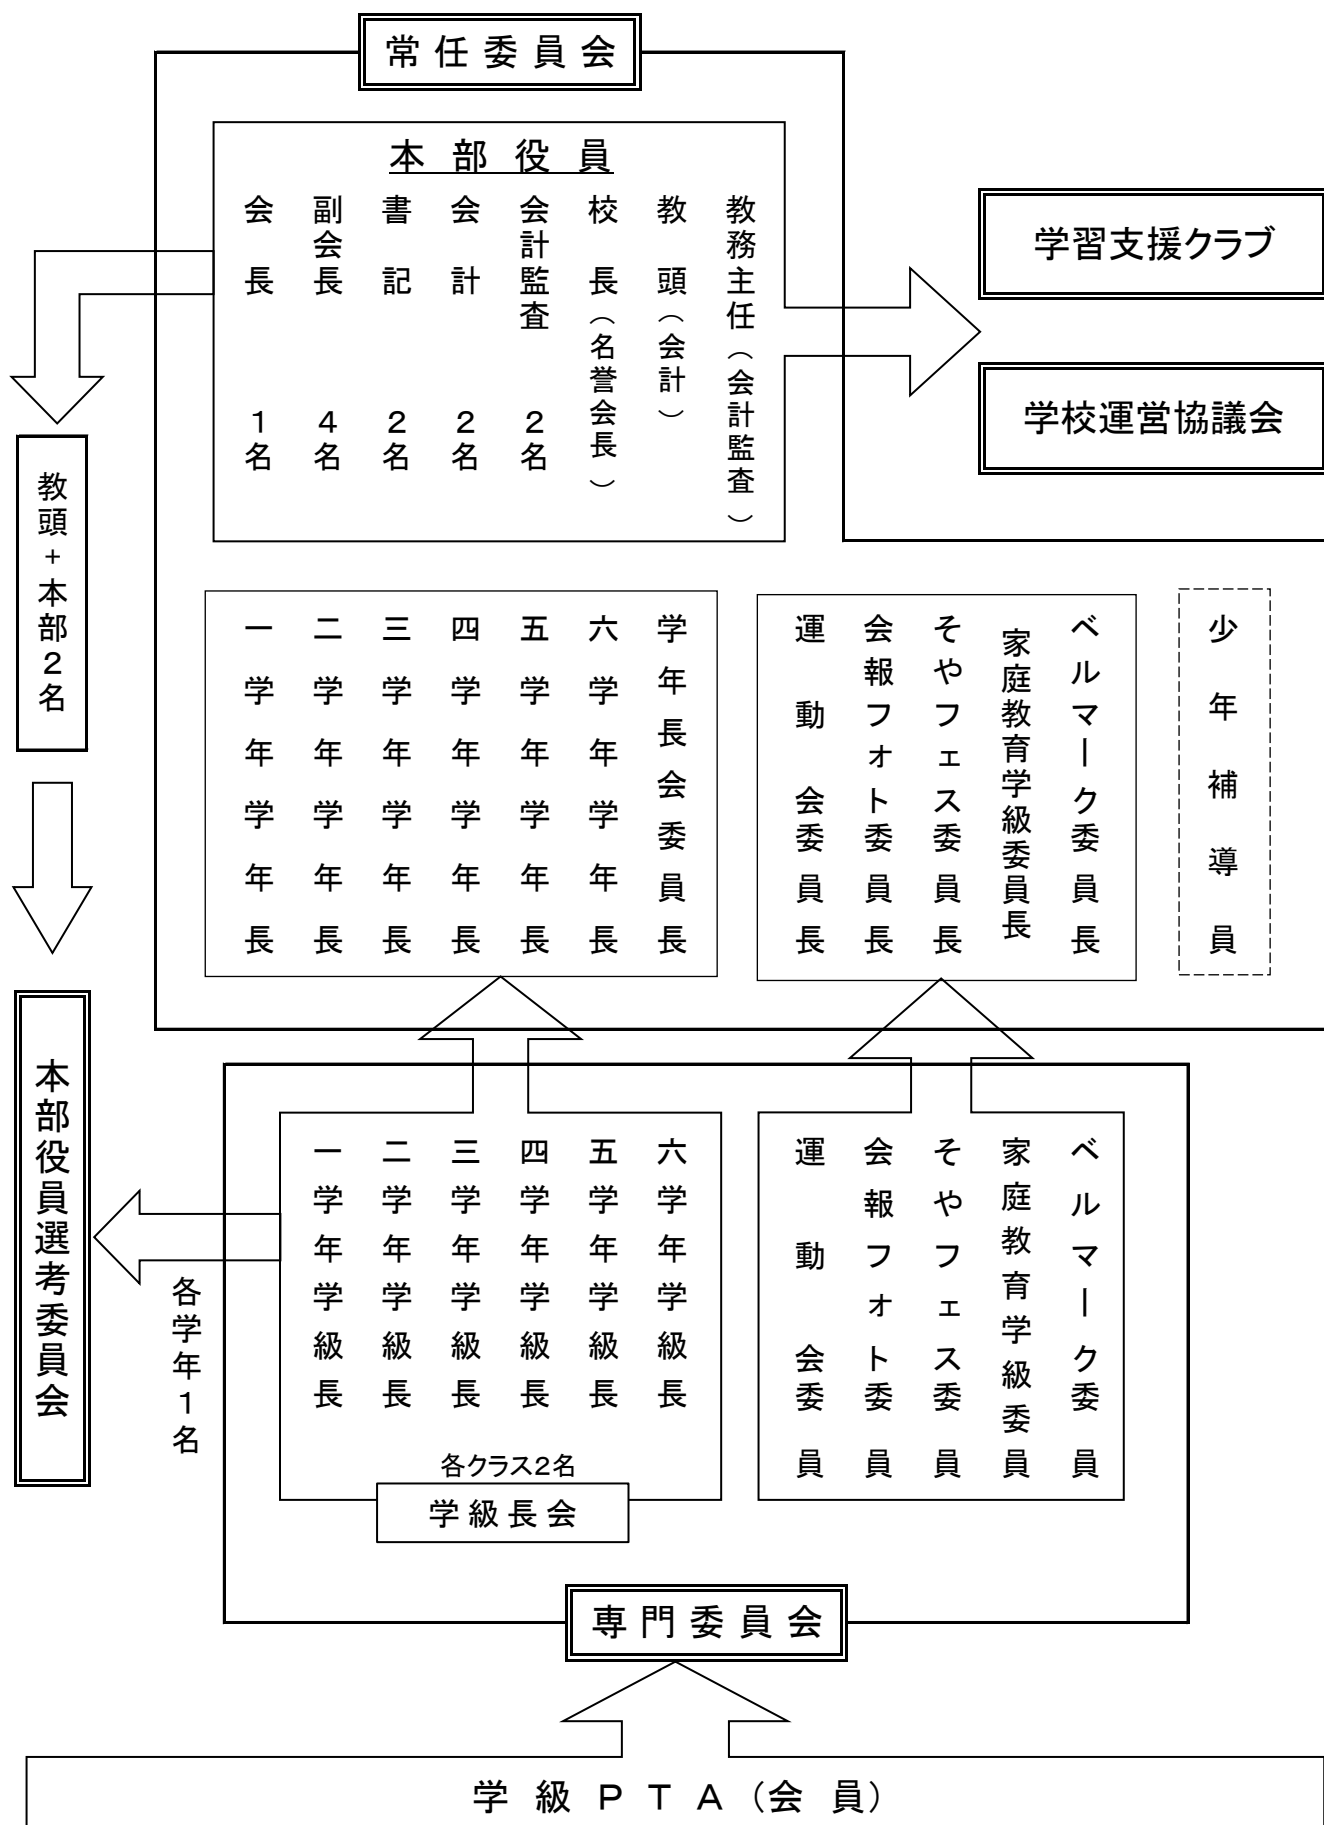 常任委員会
本部役員
会長 1名
副会長 4名
書記 2名
会計 2名
会計監査 2名
校長(名誉会長)
教頭(会計)
教務主任(会計監査)
学習支援クラブ
学校運営協議会
教頭+本部2名
一学年学年長
二学年学年長
三学年学年長
四学年学年長
五学年学年長
六学年学年長
学年長会委員長
運動会委員長
会報フォト委員長
そやフェス委員長
家庭教育学級委員長
ベルマーク委員長
少年補導員
本部役員選考委員会
各学年1名
一学年学級長
二学年学級長
三学年学級長
四学年学級長
五学年学級長
六学年学級長
各クラス2名
学級長会
運動会委員
会報フォト委員
そやフェス委員
家庭教育学級委員
ベルマーク委員
専門委員会
学級PTA(会員)